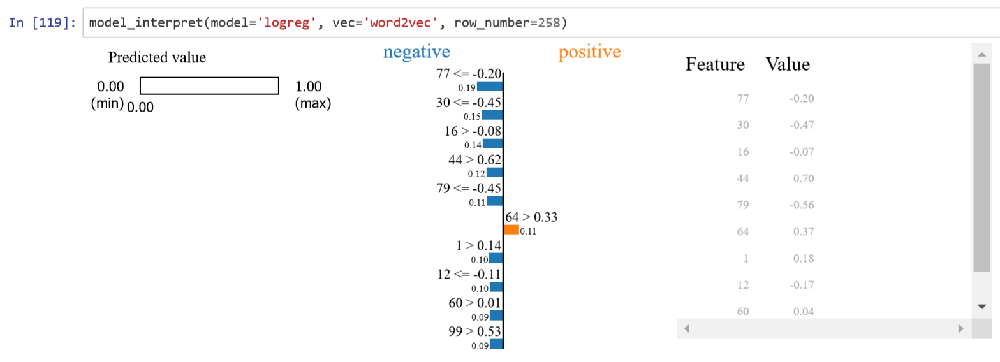 In [119]: model_interpret(model='logreg', vec='word2vec', row_number=258)
Predicted value
0.00 1.00
(min) 0.00 (max)
negative positive
77 <= -0.20
0.19
30 <= -0.45
0.15
16 > -0.08
0.14
44 > 0.62
0.12
79 <= -0.45
0.11
64 > 0.33
0.11
1 > 0.14
0.10
12 <= -0.11
0.10
60 > 0.01
0.09
99 > 0.53
0.09
Feature Value
77 -0.20
30 -0.47
16 -0.07
44 0.70
79 -0.56
64 0.37
1 0.18
12 -0.17
60 0.04